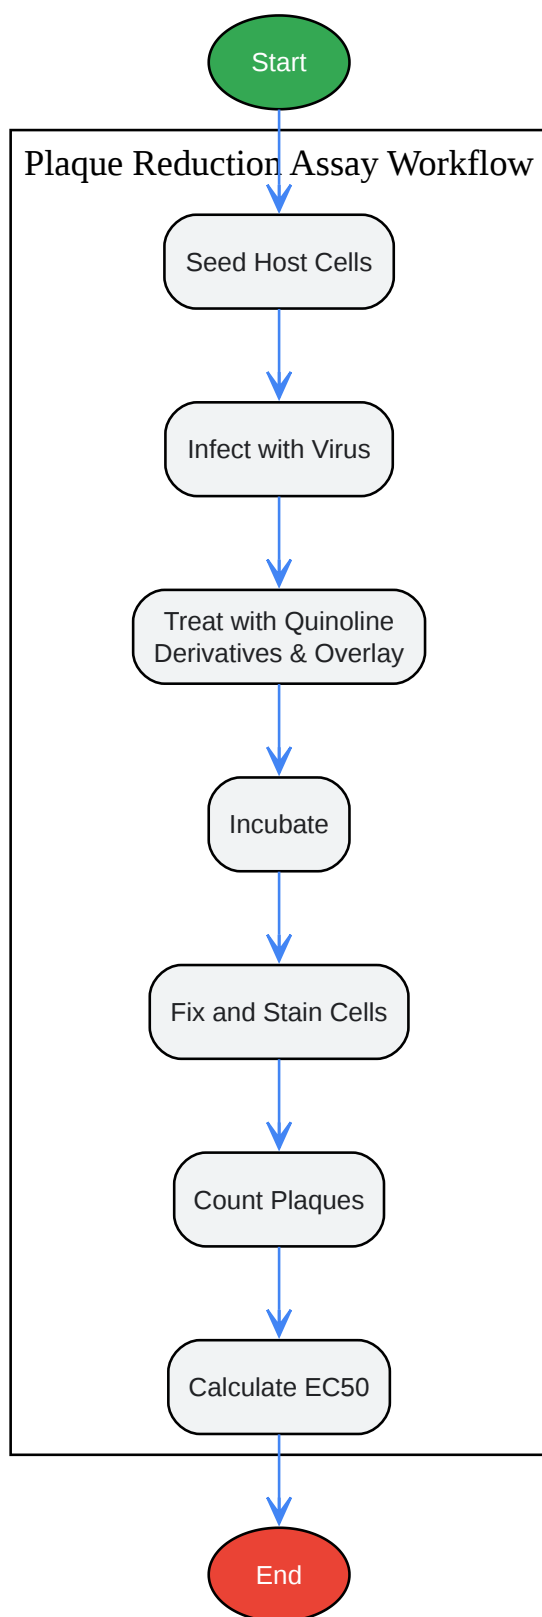 Start
Plaque Reduction Assay Workflow
Seed Host Cells
Infect with Virus
Treat with Quinoline
Derivatives & Overlay
Incubate
Fix and Stain Cells
Count Plaques
Calculate EC50
End